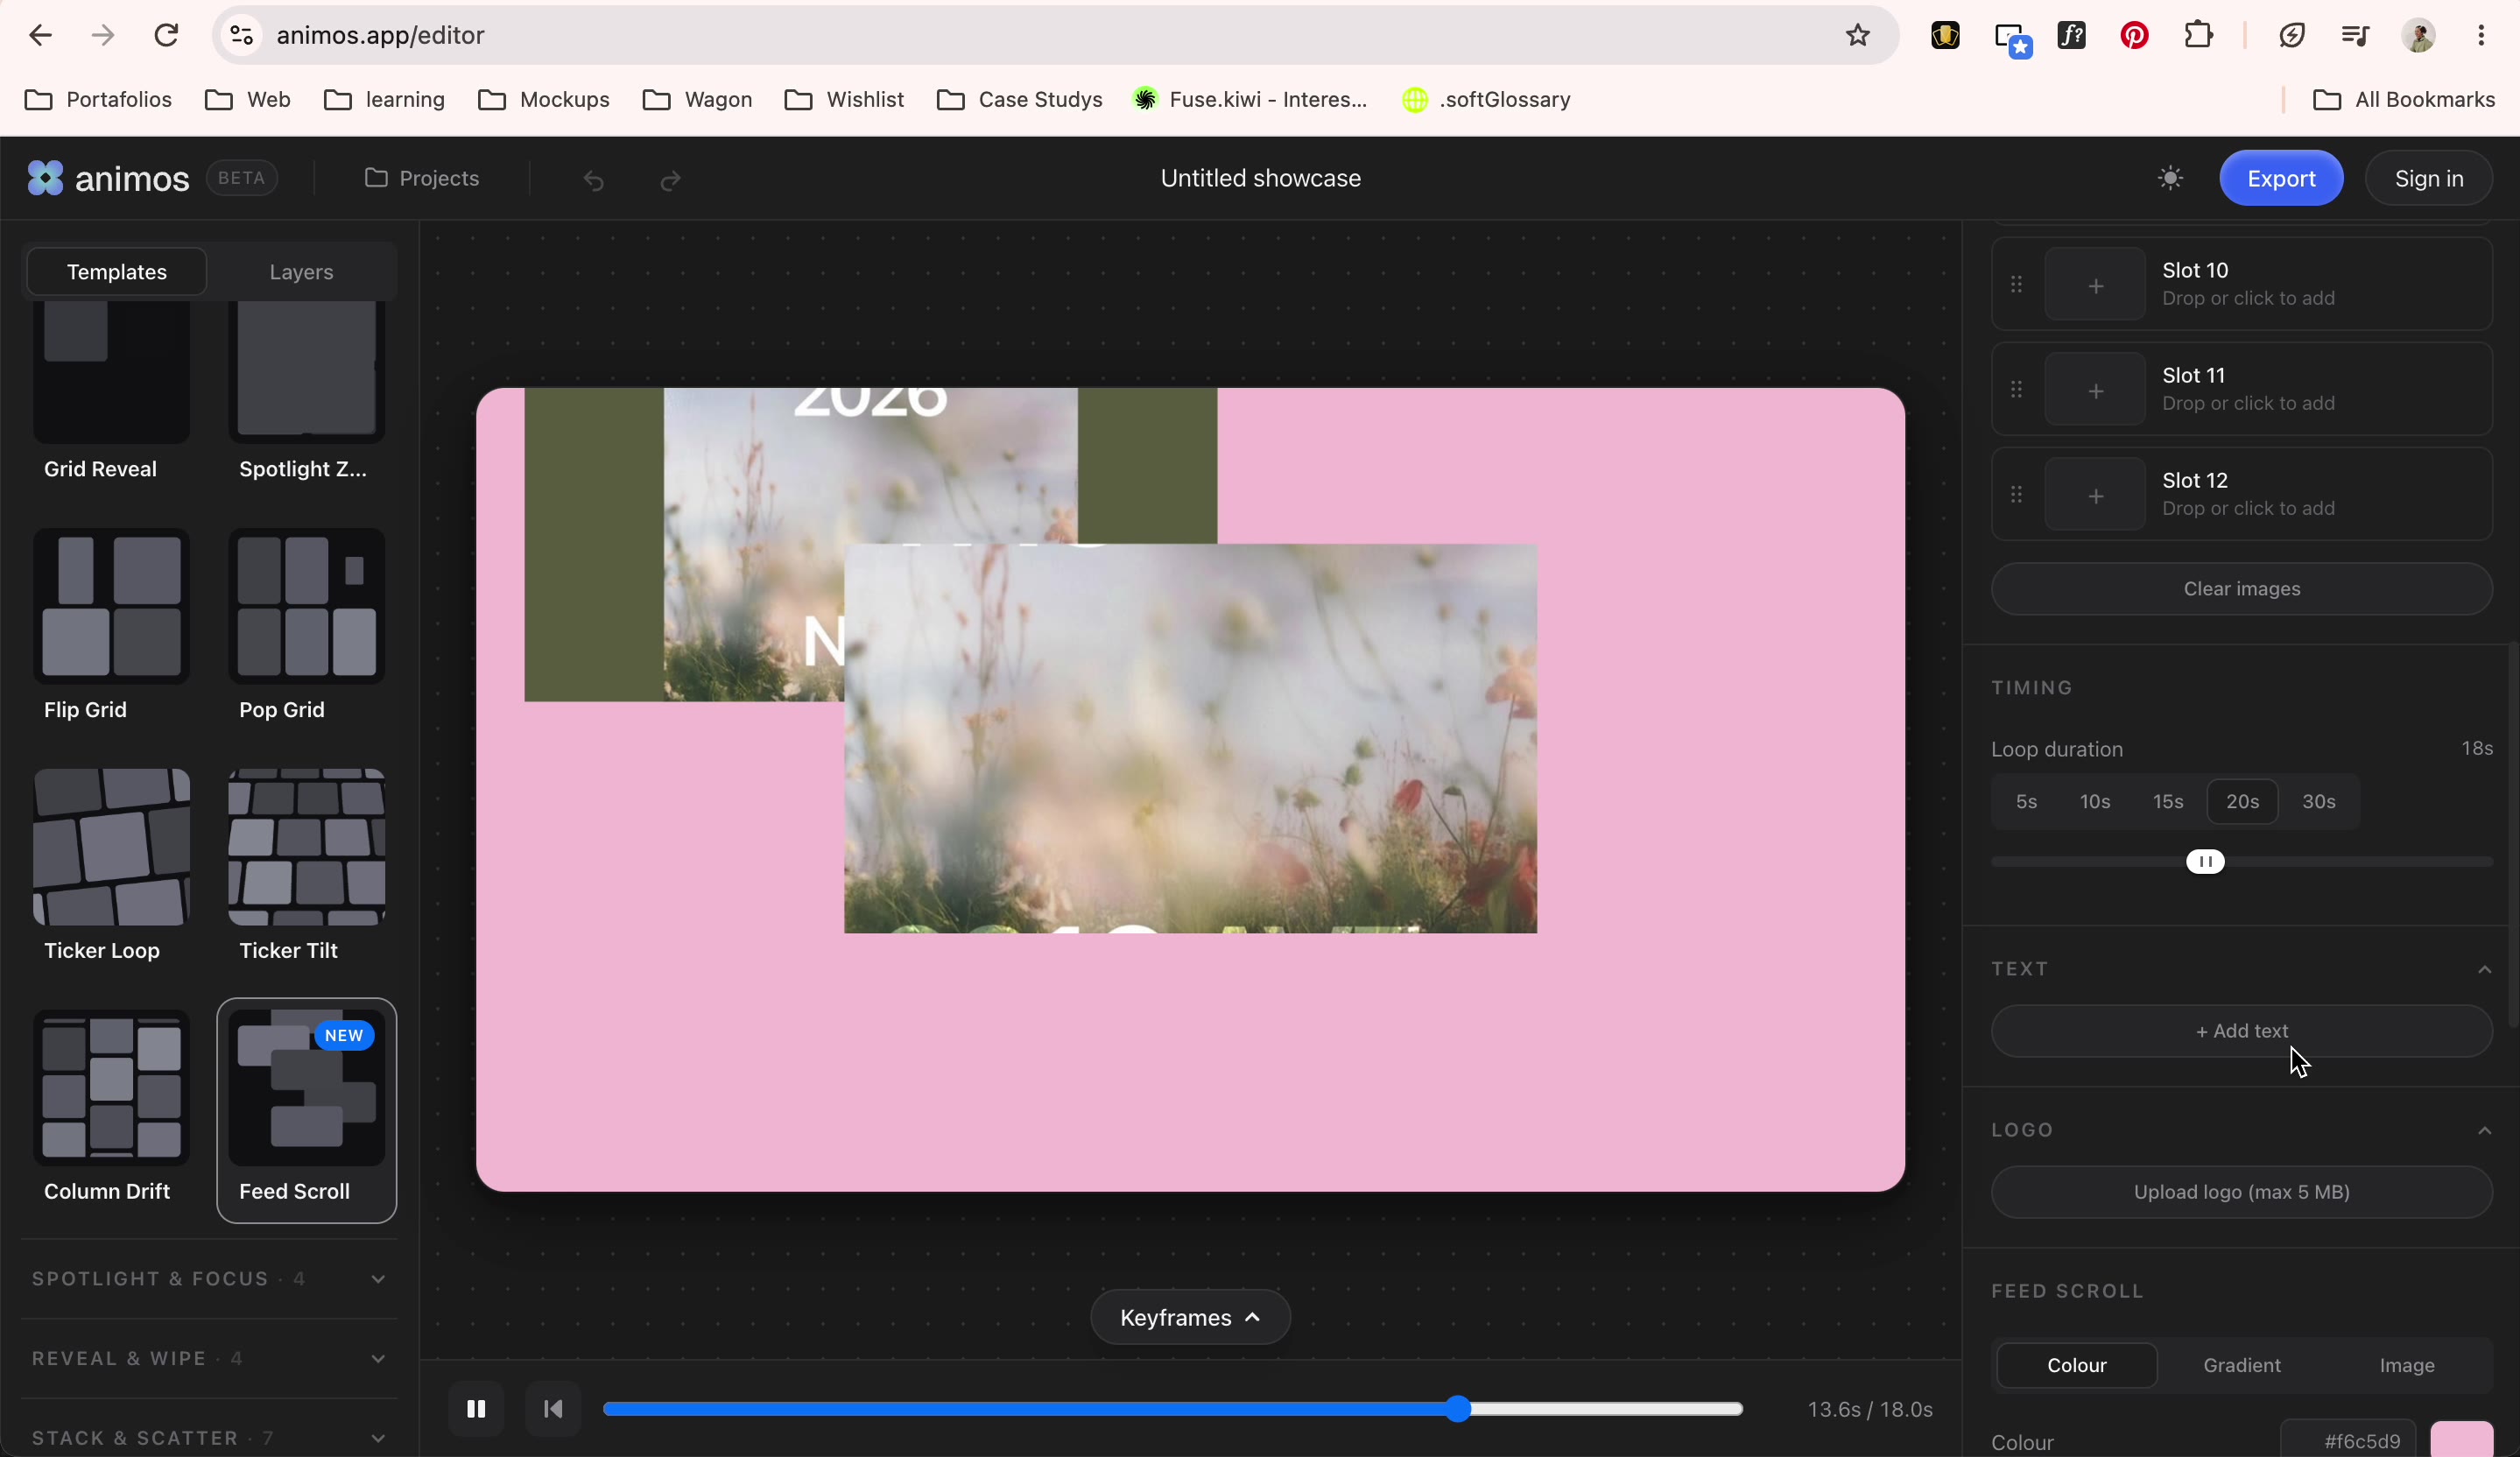 animos.app/editor
Portafolios
Web
learning
Mockups
Wagon
Wishlist
Case Studys
Fuse.kiwi - Interes...
.softGlossary
All Bookmarks
animos
BETA
Projects
Untitled showcase
Export
Sign in
Templates
Layers
Grid Reveal
Spotlight Z...
Flip Grid
Pop Grid
Ticker Loop
Ticker Tilt
Column Drift
NEW
Feed Scroll
SPOTLIGHT & FOCUS · 4
REVEAL & WIPE · 4
STACK & SCATTER · 7
2026
N
Keyframes
13.6s / 18.0s
Slot 10
Drop or click to add
Slot 11
Drop or click to add
Slot 12
Drop or click to add
Clear images
TIMING
Loop duration
18s
5s
10s
15s
20s
30s
TEXT
+ Add text
LOGO
Upload logo (max 5 MB)
FEED SCROLL
Colour
Gradient
Image
Colour
#f6c5d9